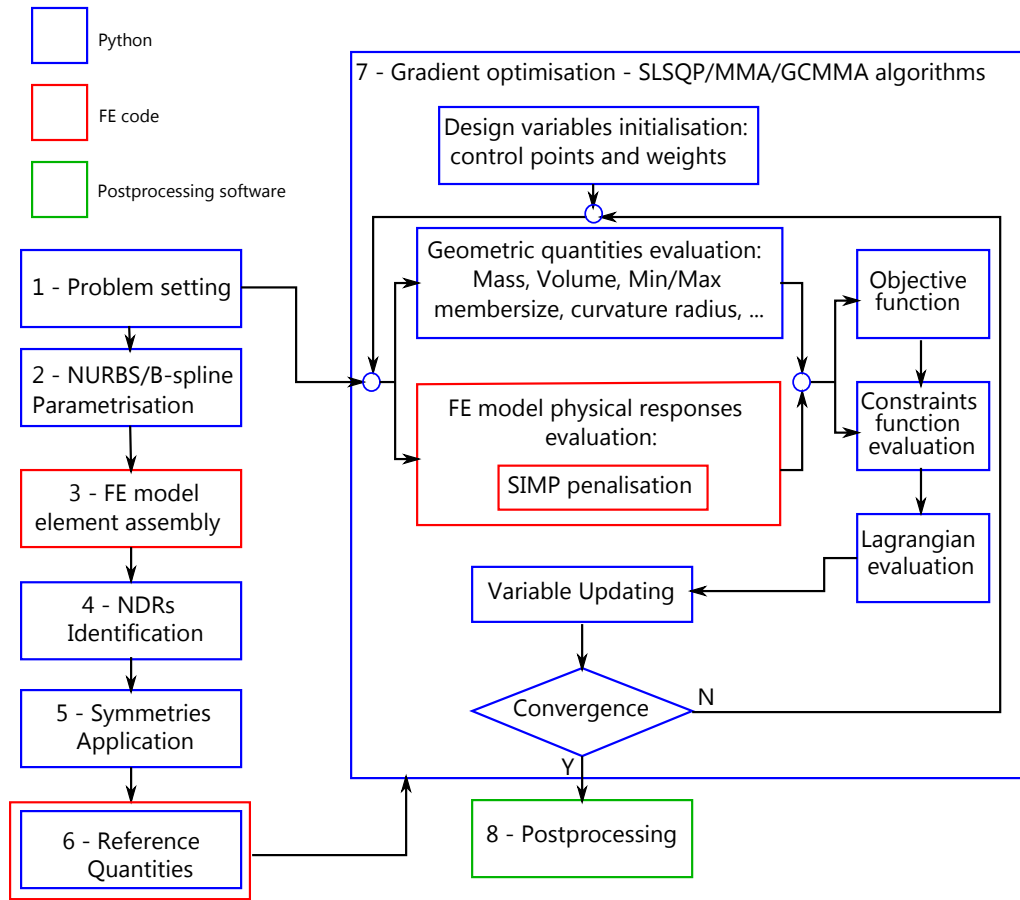 Python
FE code
Postprocessing software
1 - Problem setting
2 - NURBS/B-spline
Parametrisation
3 - FE model
element assembly
4 - NDRs
Identification
5 - Symmetries
Application
6 - Reference
Quantities
7 - Gradient optimisation - SLSQP/MMA/GCMMA algorithms
Design variables initialisation:
control points and weights
Geometric quantities evaluation:
Mass, Volume, Min/Max
membersize, curvature radius, ...
FE model physical responses
evaluation:
SIMP penalisation
Objective
function
Constraints
function
evaluation
Lagrangian
evaluation
Variable Updating
Convergence
N
Y
8 - Postprocessing